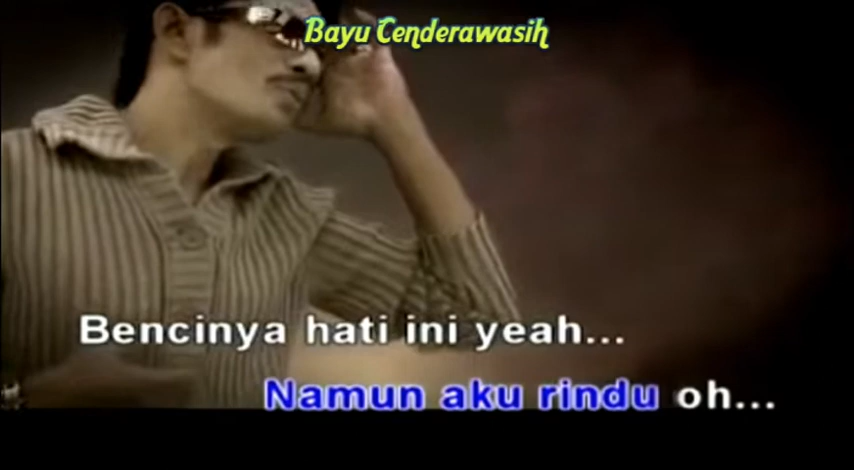 Bayu Cenderawasih
Bencinya hati ini yeah...
Namun aku rindu oh...